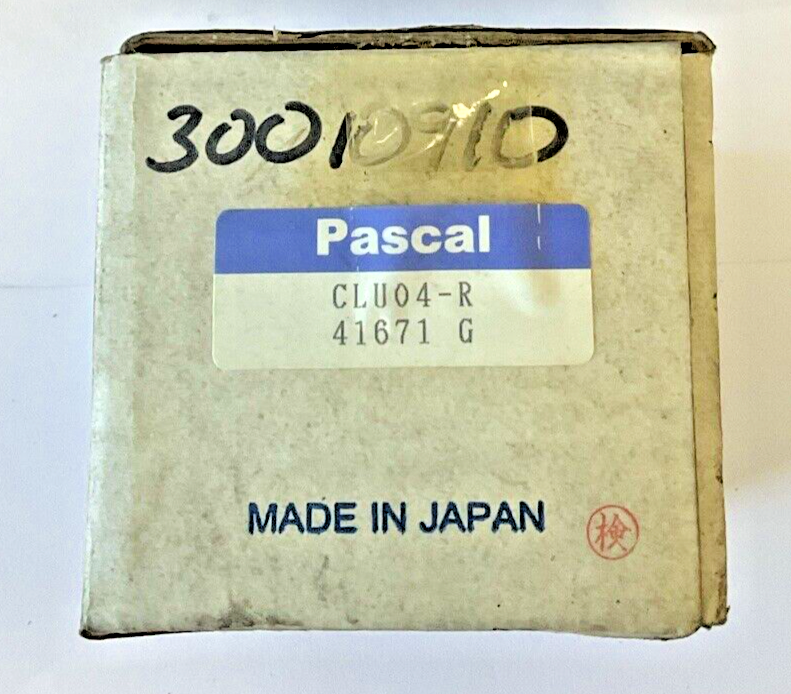 30010910
Pascal
CLU04-R
41671 G
MADE IN JAPAN
検